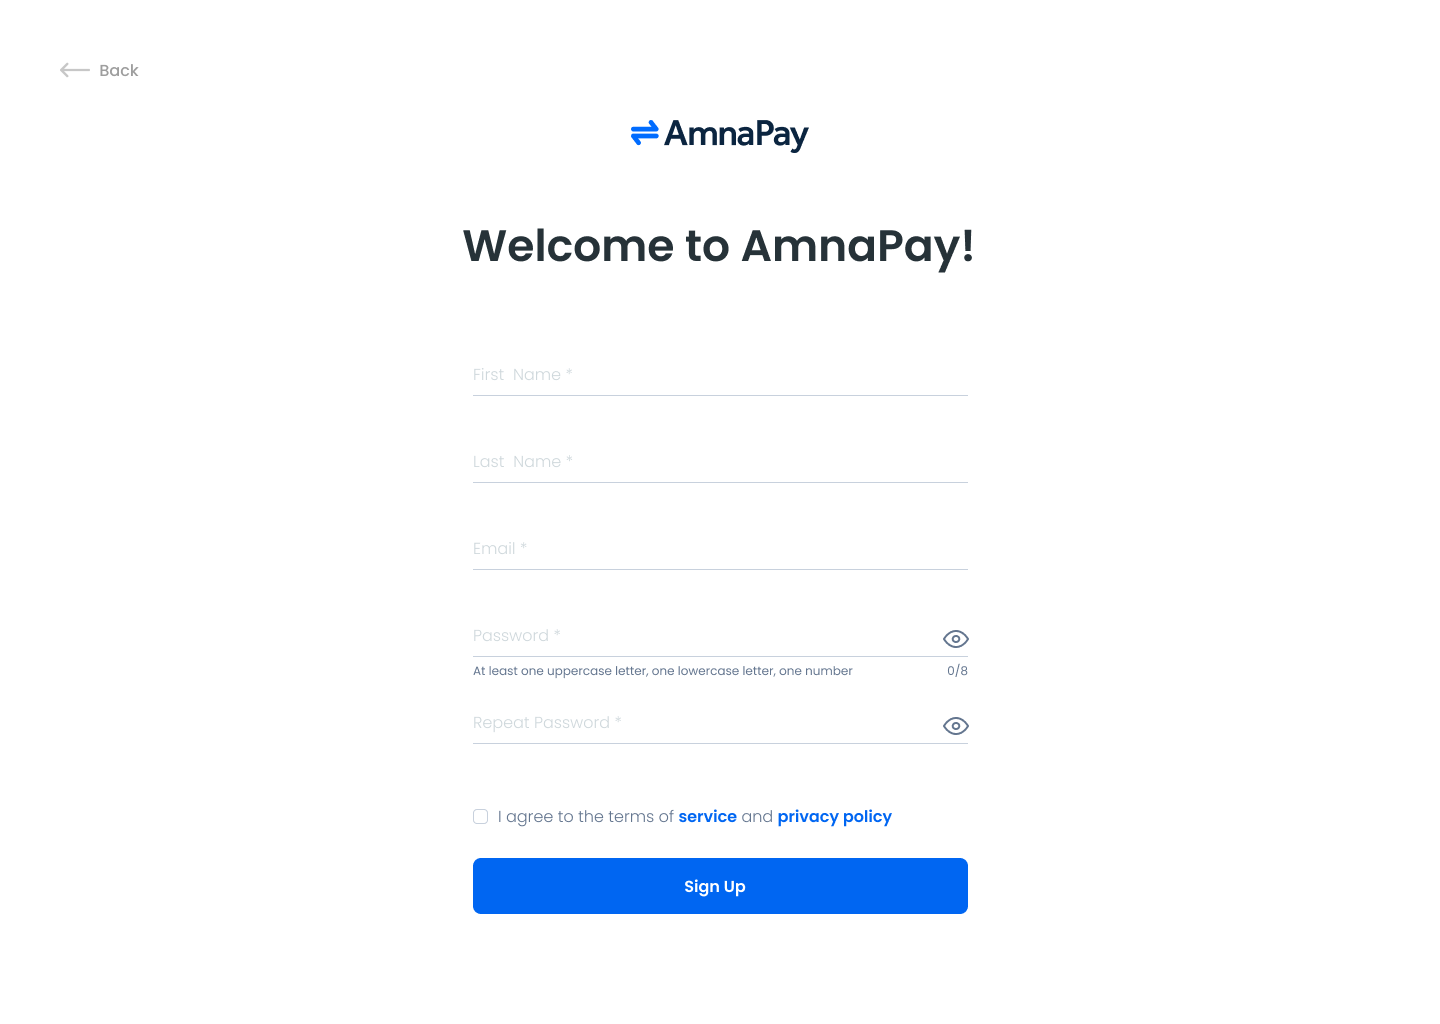 Back
AmnaPay
Welcome to AmnaPay!
First  Name *
Last  Name *
Email *
Password *
At least one uppercase letter, one lowercase letter, one number 0/8
Repeat Password *
I agree to the terms of service and privacy policy
Sign Up